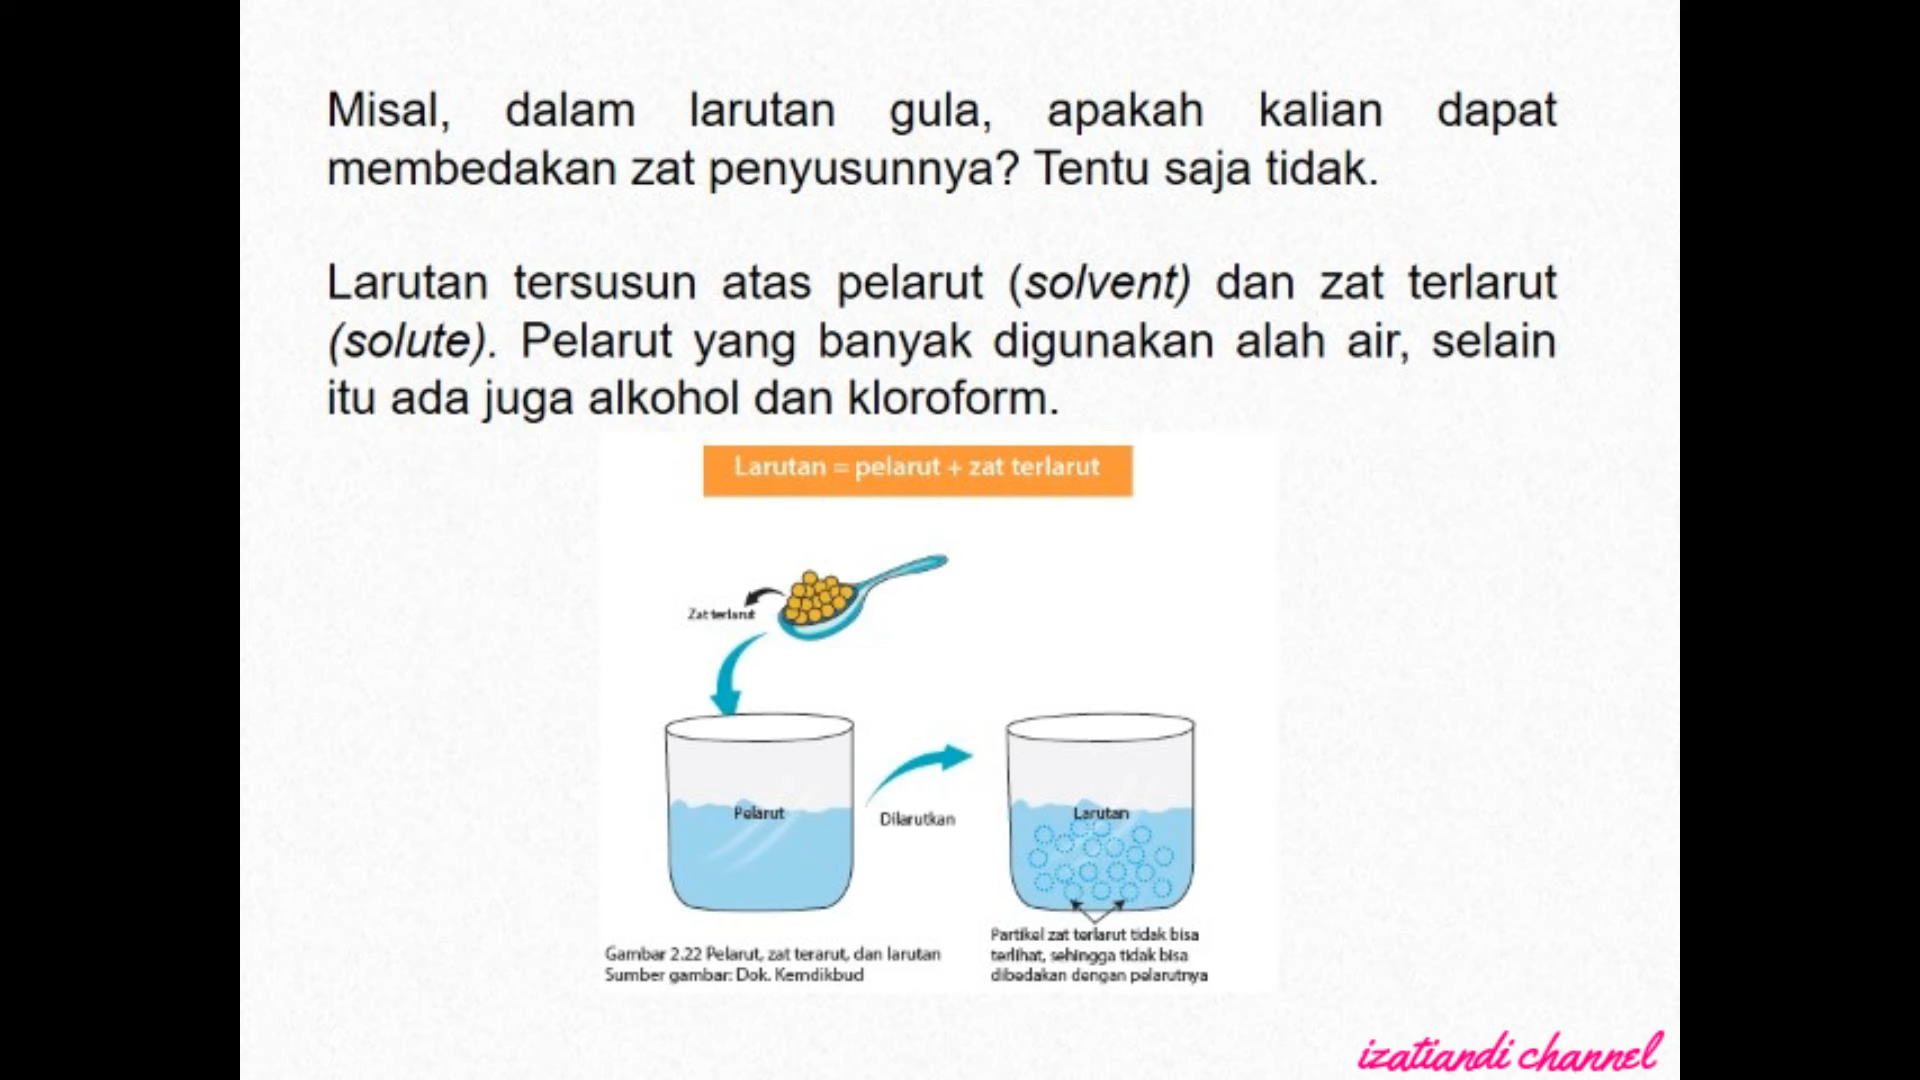 Misal, dalam larutan gula, apakah kalian dapat
membedakan zat penyusunnya? Tentu saja tidak.
Larutan tersusun atas pelarut (solvent) dan zat terlarut
(solute). Pelarut yang banyak digunakan alah air, selain
itu ada juga alkohol dan kloroform.
Larutan = pelarut + zat terlarut
Zat terlarut
Pelarut
Dilarutkan
Larutan
Partikel zat terlarut tidak bisa
terlihat, sehingga tidak bisa
dibedakan dengan pelarutnya
Gambar 2.22 Pelarut, zat terarut, dan larutan
Sumber gambar: Dok. Kemdikbud
izatiandi channel